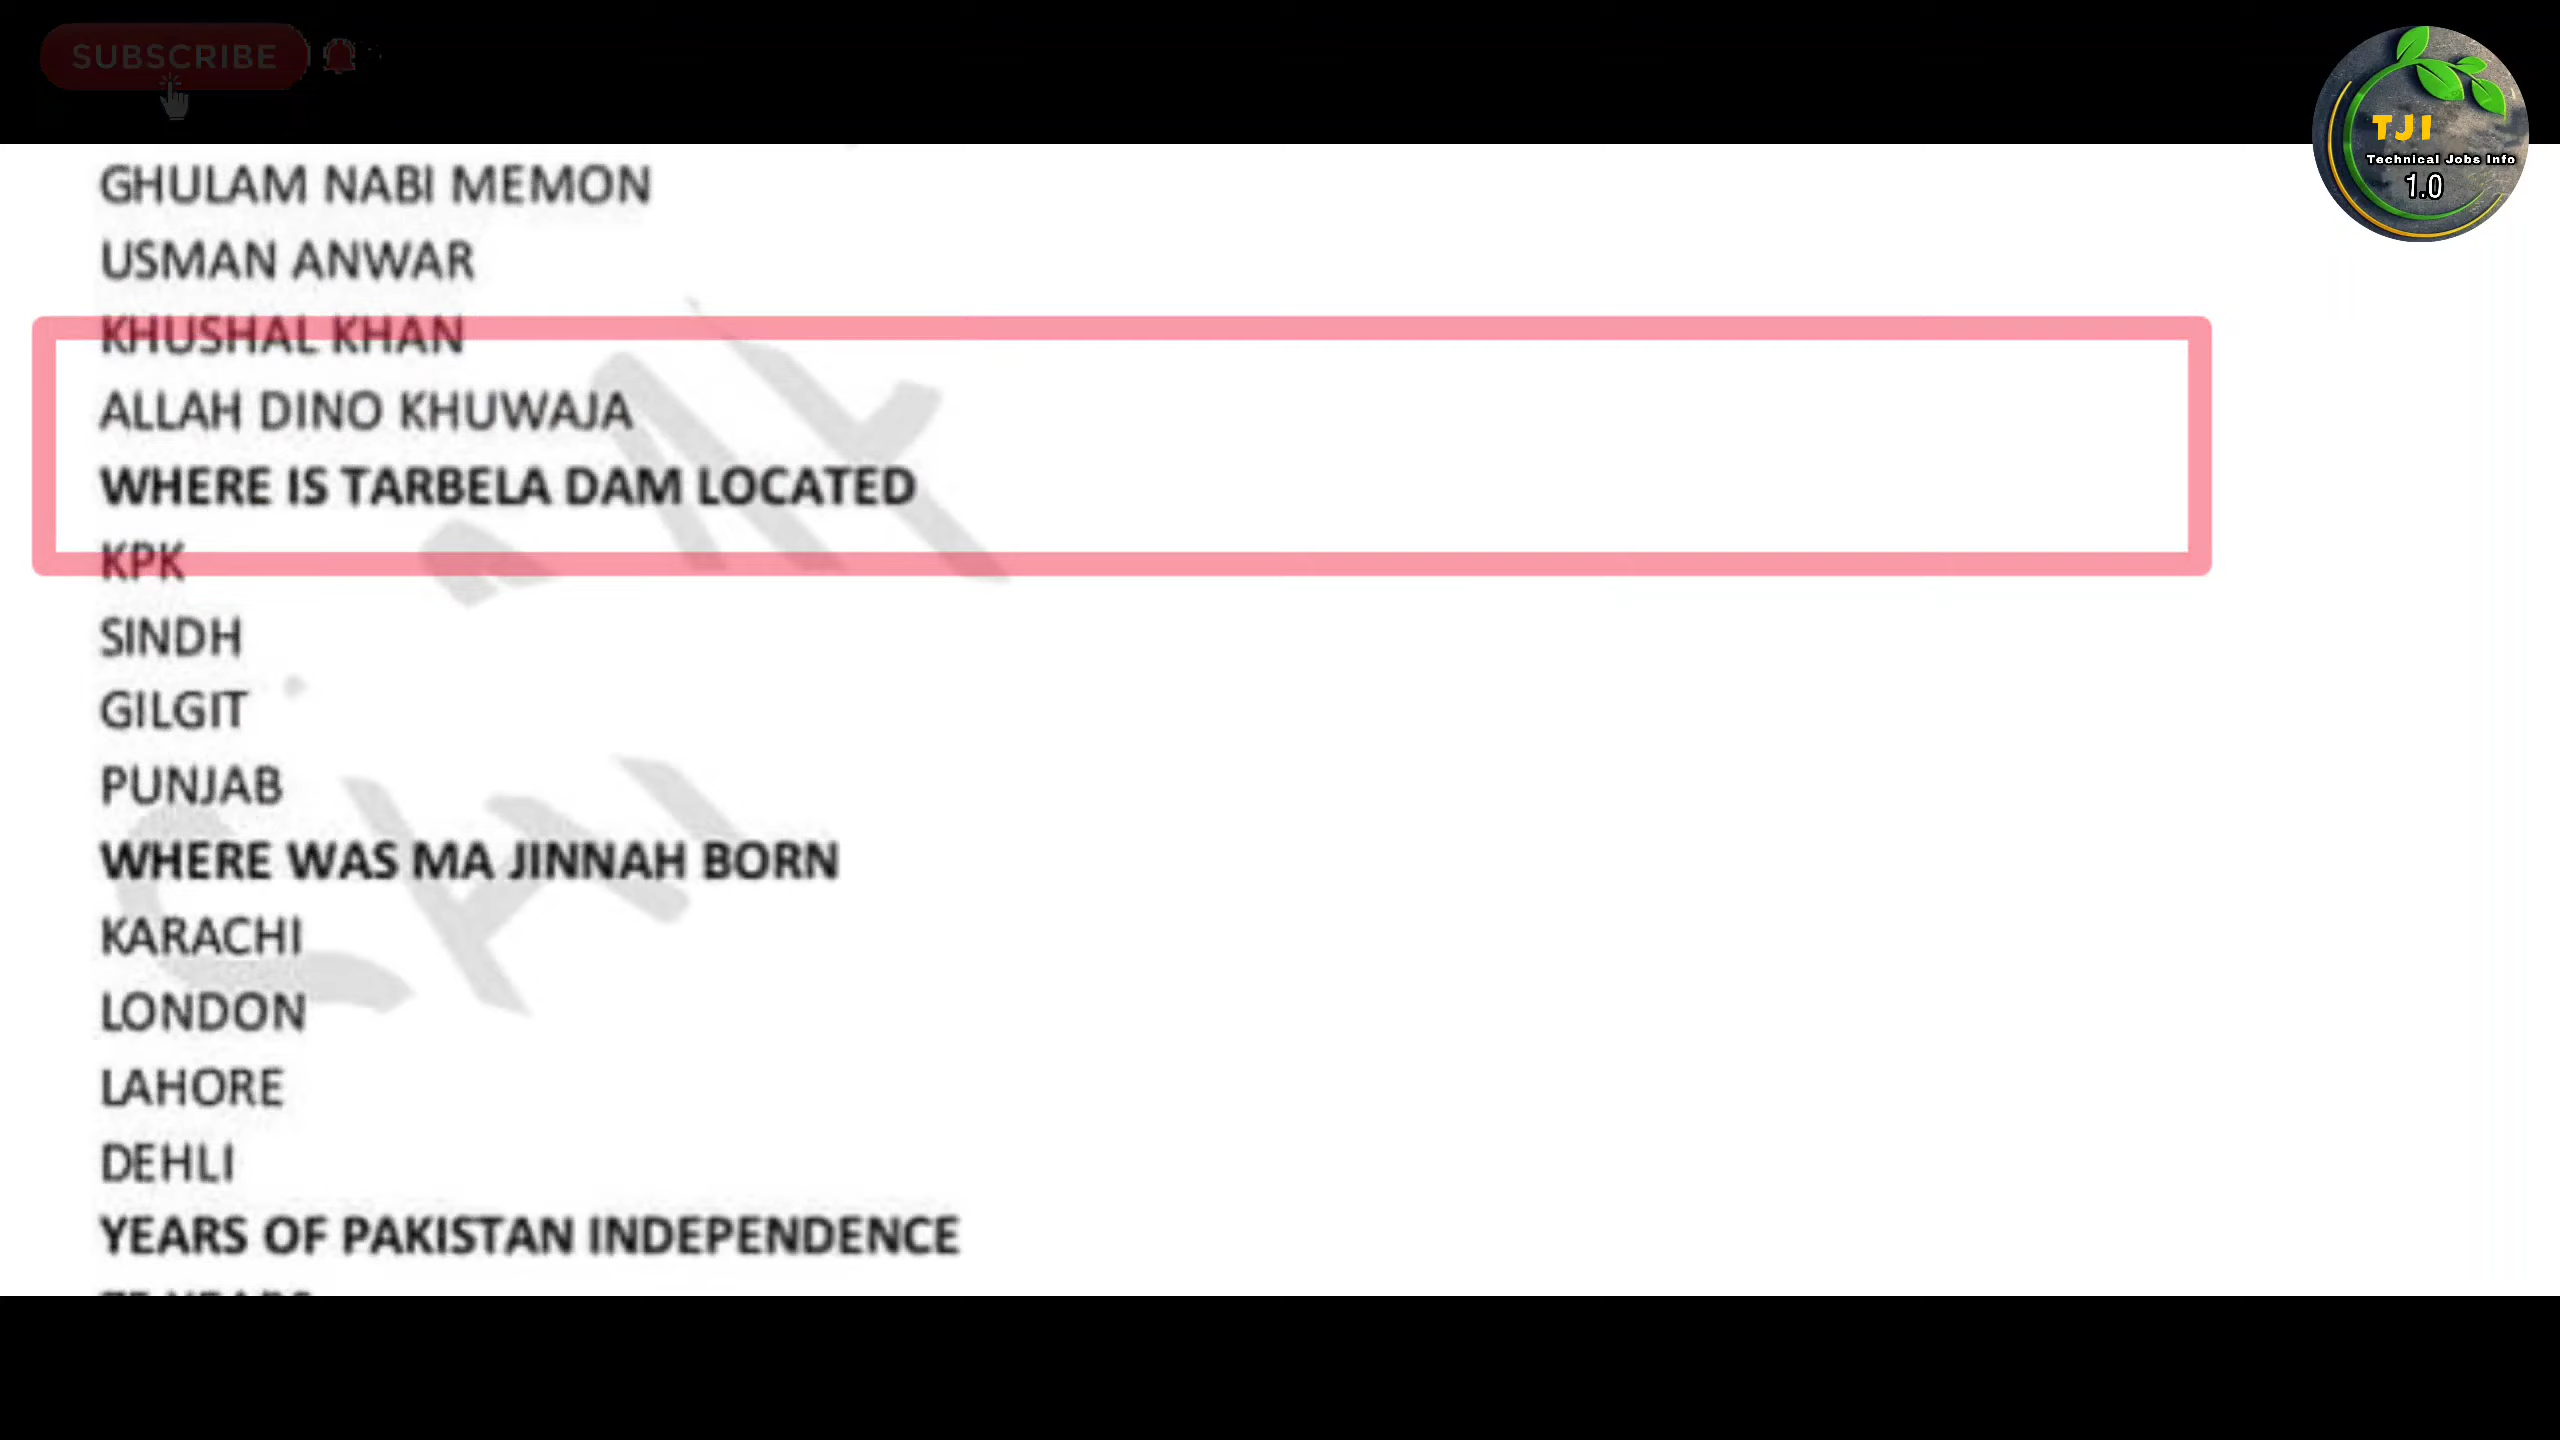 SUBSCRIBE
TJI
Technical Jobs Info
1.0
GHULAM NABI MEMON
USMAN ANWAR
KHUSHAL KHAN
ALLAH DINO KHUWAJA
WHERE IS TARBELA DAM LOCATED
KPK
SINDH
GILGIT
PUNJAB
WHERE WAS MA JINNAH BORN
KARACHI
LONDON
LAHORE
DEHLI
YEARS OF PAKISTAN INDEPENDENCE